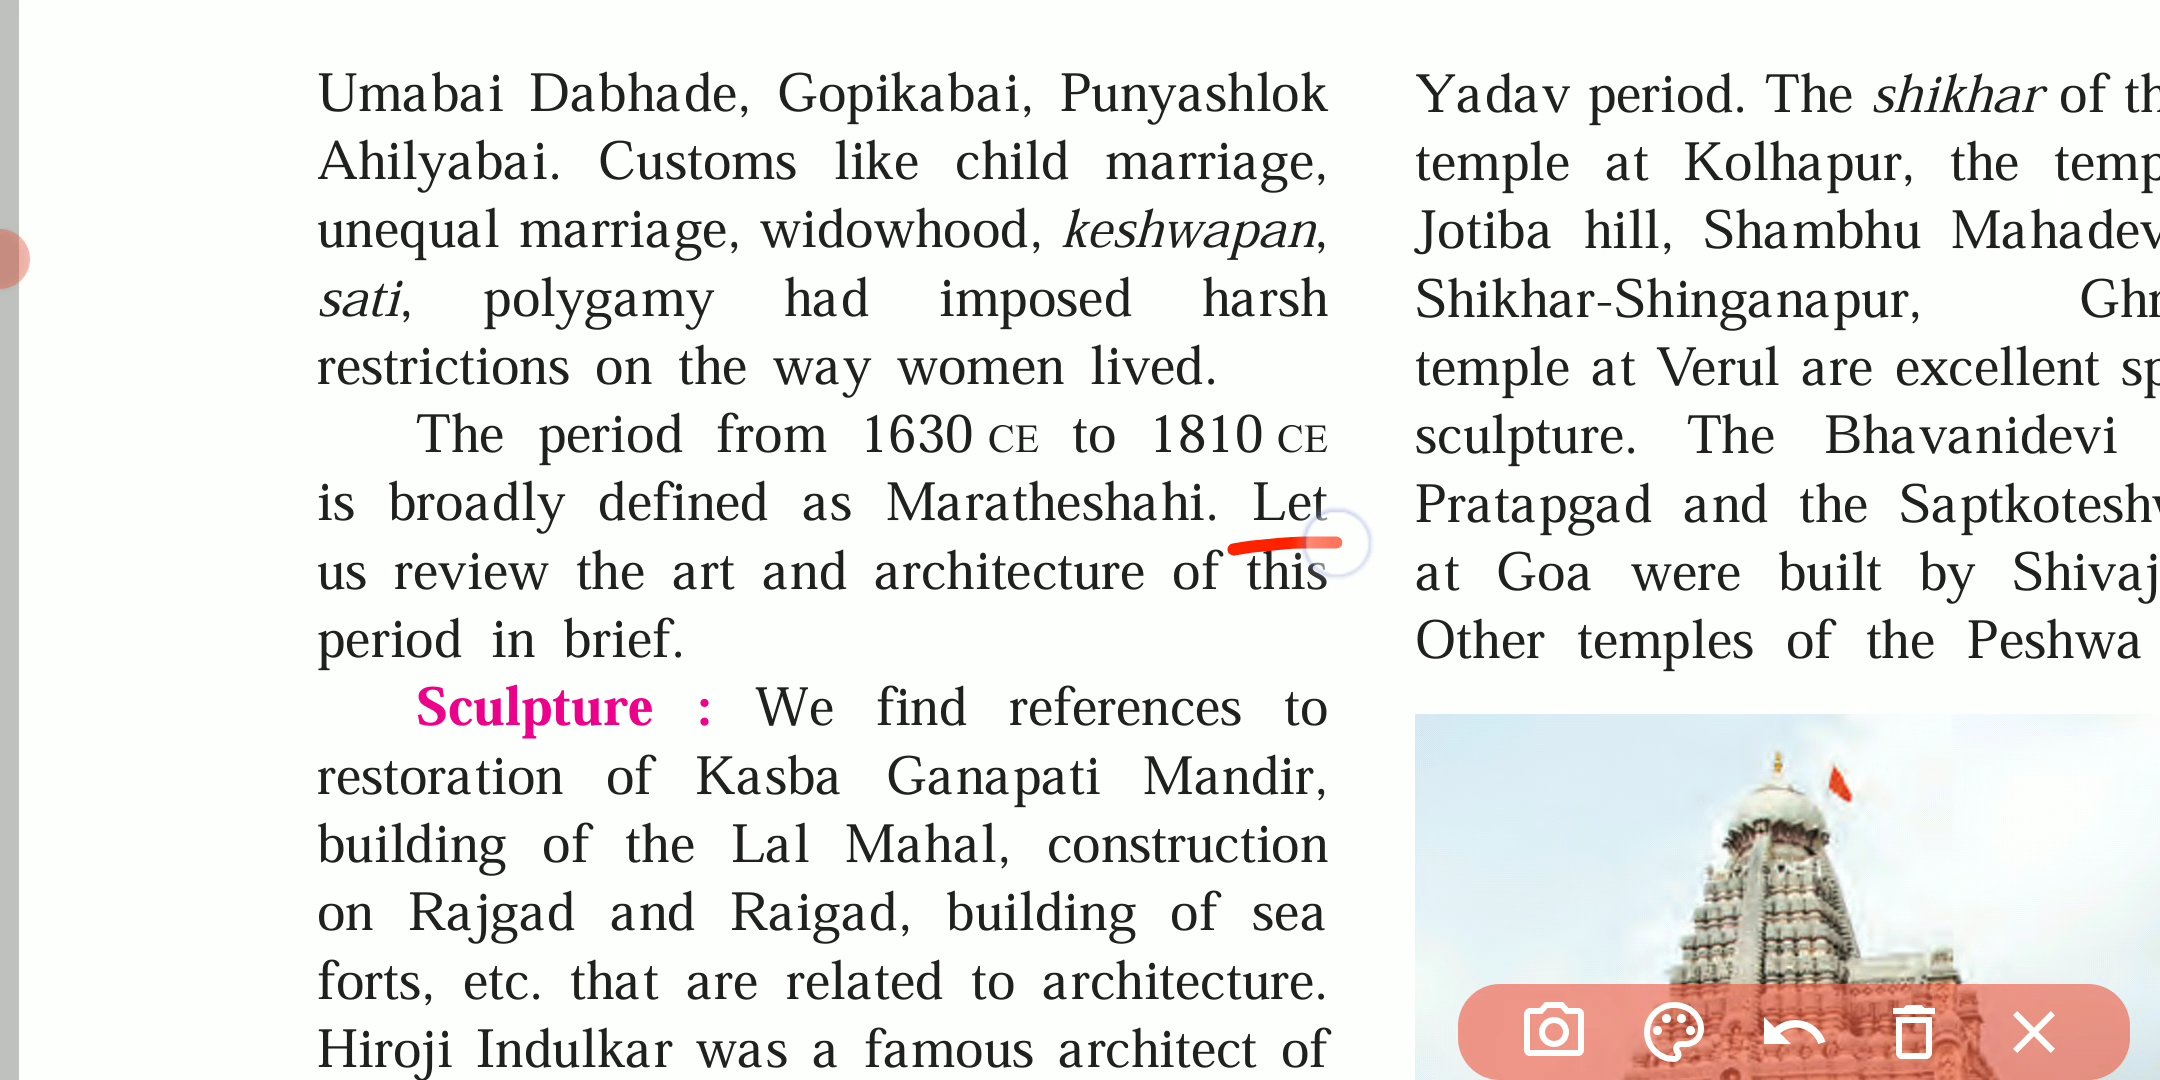 Umabai Dabhade, Gopikabai, Punyashlok
Ahilyabai. Customs like child marriage,
unequal marriage, widowhood, keshwapan,
sati, polygamy had imposed harsh
restrictions on the way women lived.
The period from 1630 CE to 1810 CE
is broadly defined as Maratheshahi. Let
us review the art and architecture of this
period in brief.
Sculpture : We find references to
restoration of Kasba Ganapati Mandir,
building of the Lal Mahal, construction
on Rajgad and Raigad, building of sea
forts, etc. that are related to architecture.
Hiroji Indulkar was a famous architect of
Yadav period. The shikhar of
temple at Kolhapur, the
Jotiba hill, Shambhu
Shikhar-Shinganapur,
temple at Verul are excellent
sculpture. The Bhavanidevi
Pratapgad and the
at Goa were built by
Other temples of the Peshwa